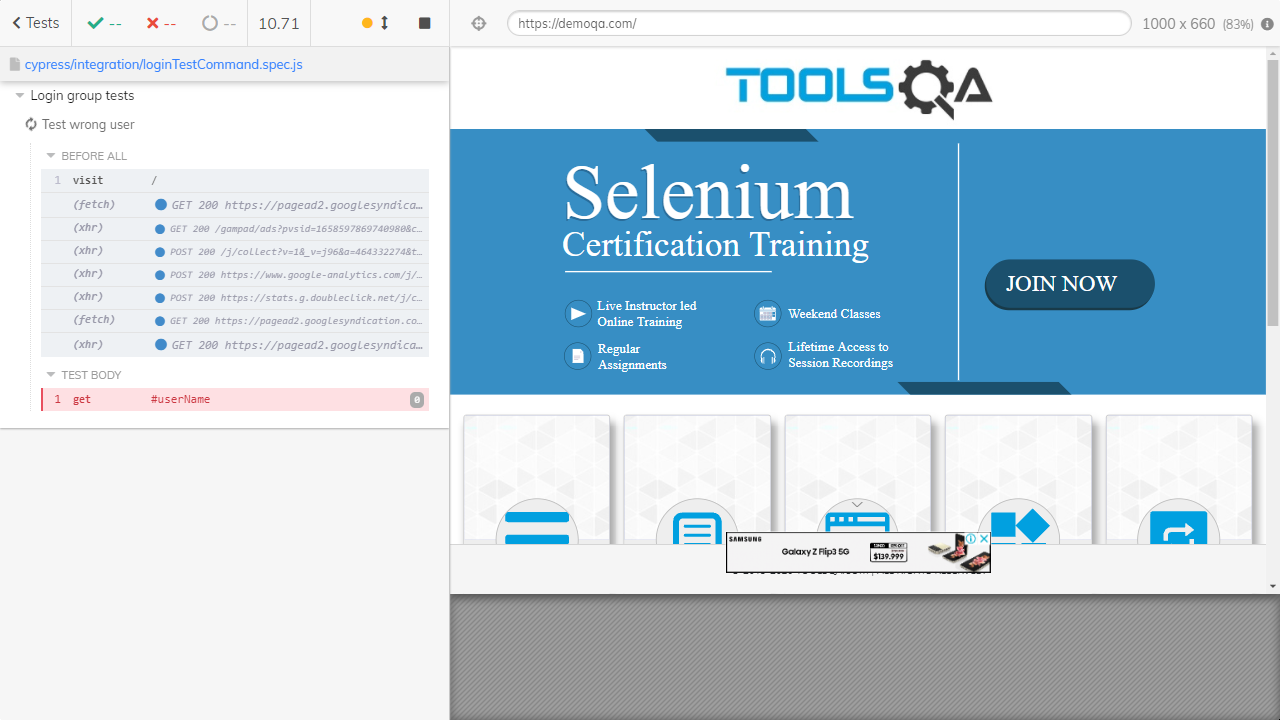 Tests
--
--
--
10.71
https://demoqa.com/
1000 x 660 (83%)
cypress/integration/loginTestCommand.spec.js
Login group tests
Test wrong user
BEFORE ALL
1 visit /
(fetch) GET 200 https://pagead2.googlesyndica...
(xhr) GET 200 /gampad/ads?pvsid=1658597869740980&c...
(xhr) POST 200 /j/collect?v=1&_v=j96&a=464332274&t...
(xhr) POST 200 https://www.google-analytics.com/j/...
(xhr) POST 200 https://stats.g.doubleclick.net/j/c...
(fetch) GET 200 https://pagead2.googlesyndication.co...
(xhr) GET 200 https://pagead2.googlesyndica...
TEST BODY
1 get #userName 0
TOOLSQA
Selenium
Certification Training
Live Instructor led
Online Training
Weekend Classes
Regular
Assignments
Lifetime Access to
Session Recordings
JOIN NOW
SAMSUNG
Galaxy Z Flip3 5G
$139.999